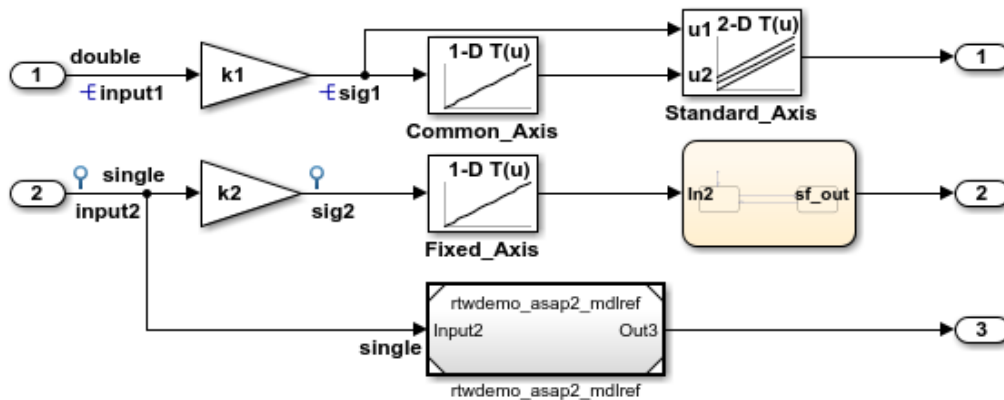 1
double
input1
k1
sig1
1-D T(u)
Common_Axis
u1
2-D T(u)
u2
Standard_Axis
1
2
single
input2
k2
sig2
1-D T(u)
Fixed_Axis
In2
sf_out
2
rtwdemo_asap2_mdlref
Input2
Out3
single
rtwdemo_asap2_mdlref
3